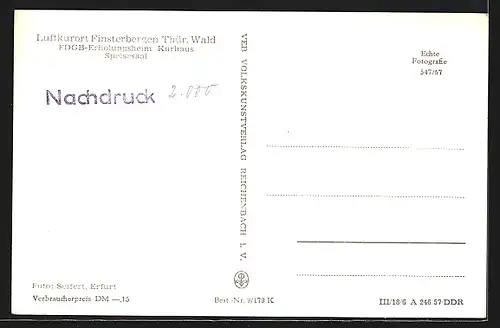 Luftkurort Finsterbergen Thür. Wald
FDGB-Erholungsheim Kurhaus
Speisesaal
Nachdruck 2.000
Echte
Fotografie
547/67
VEB VOLKSKUNSTVERLAG REICHENBACH I. V.
Foto: Seifert, Erfurt
Verbraucherpreis DM —,15
Best.-Nr. 9/173 K
III/18/6 A 246 57/DDR